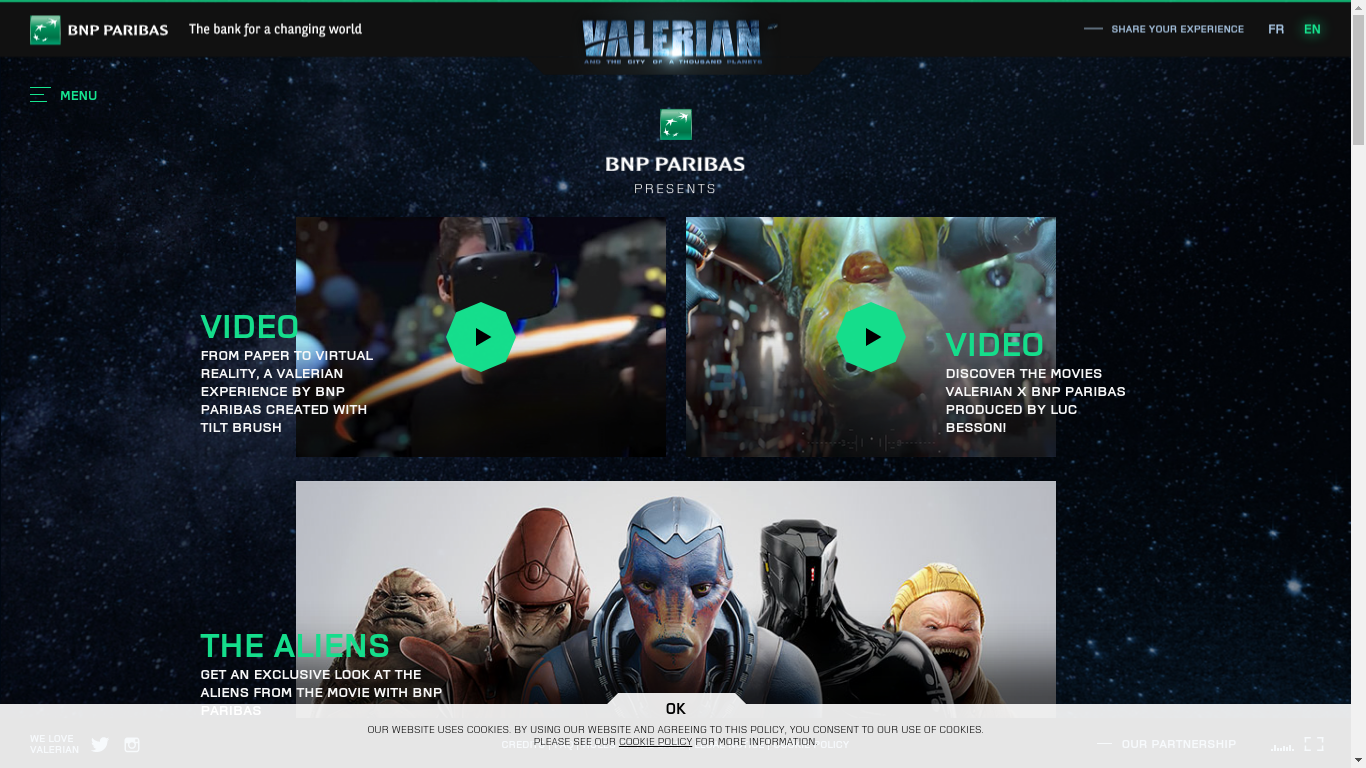 BNP PARIBAS
The bank for a changing world
VALERIAN
AND THE CITY OF A THOUSAND PLANETS
SHARE YOUR EXPERIENCE
FR
EN
MENU
BNP PARIBAS
PRESENTS
VIDEO
FROM PAPER TO VIRTUAL
REALITY, A VALERIAN
EXPERIENCE BY BNP
PARIBAS CREATED WITH
TILT BRUSH
VIDEO
DISCOVER THE MOVIES
VALERIAN X BNP PARIBAS
PRODUCED BY LUC
BESSON!
THE ALIENS
GET AN EXCLUSIVE LOOK AT THE
ALIENS FROM THE MOVIE WITH BNP
PARIBAS
OK
OUR WEBSITE USES COOKIES. BY USING OUR WEBSITE AND AGREEING TO THIS POLICY, YOU CONSENT TO OUR USE OF COOKIES.
PLEASE SEE OUR COOKIE POLICY FOR MORE INFORMATION.
WE LOVE
VALERIAN
POLICY
OUR PARTNERSHIP